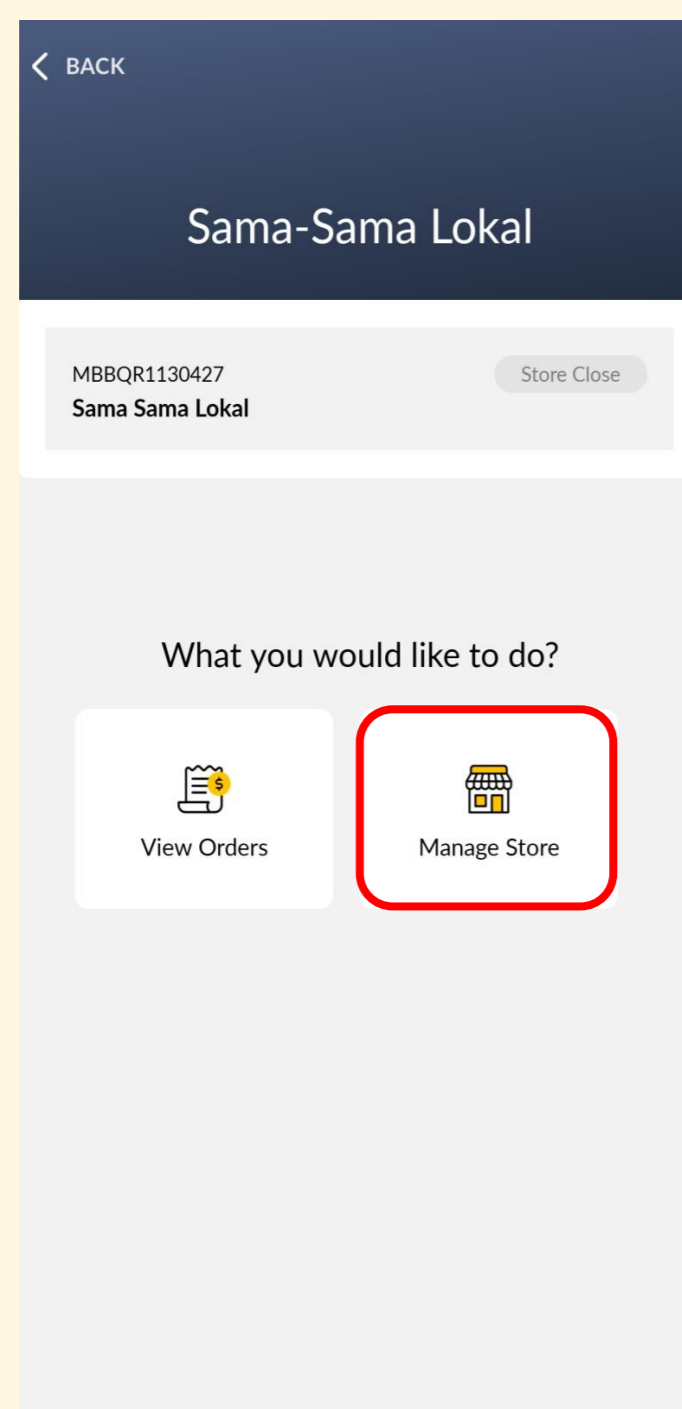 BACK
Sama-Sama Lokal
MBBQR1130427
Store Close
Sama Sama Lokal
What you would like to do?
$
View Orders
Manage Store